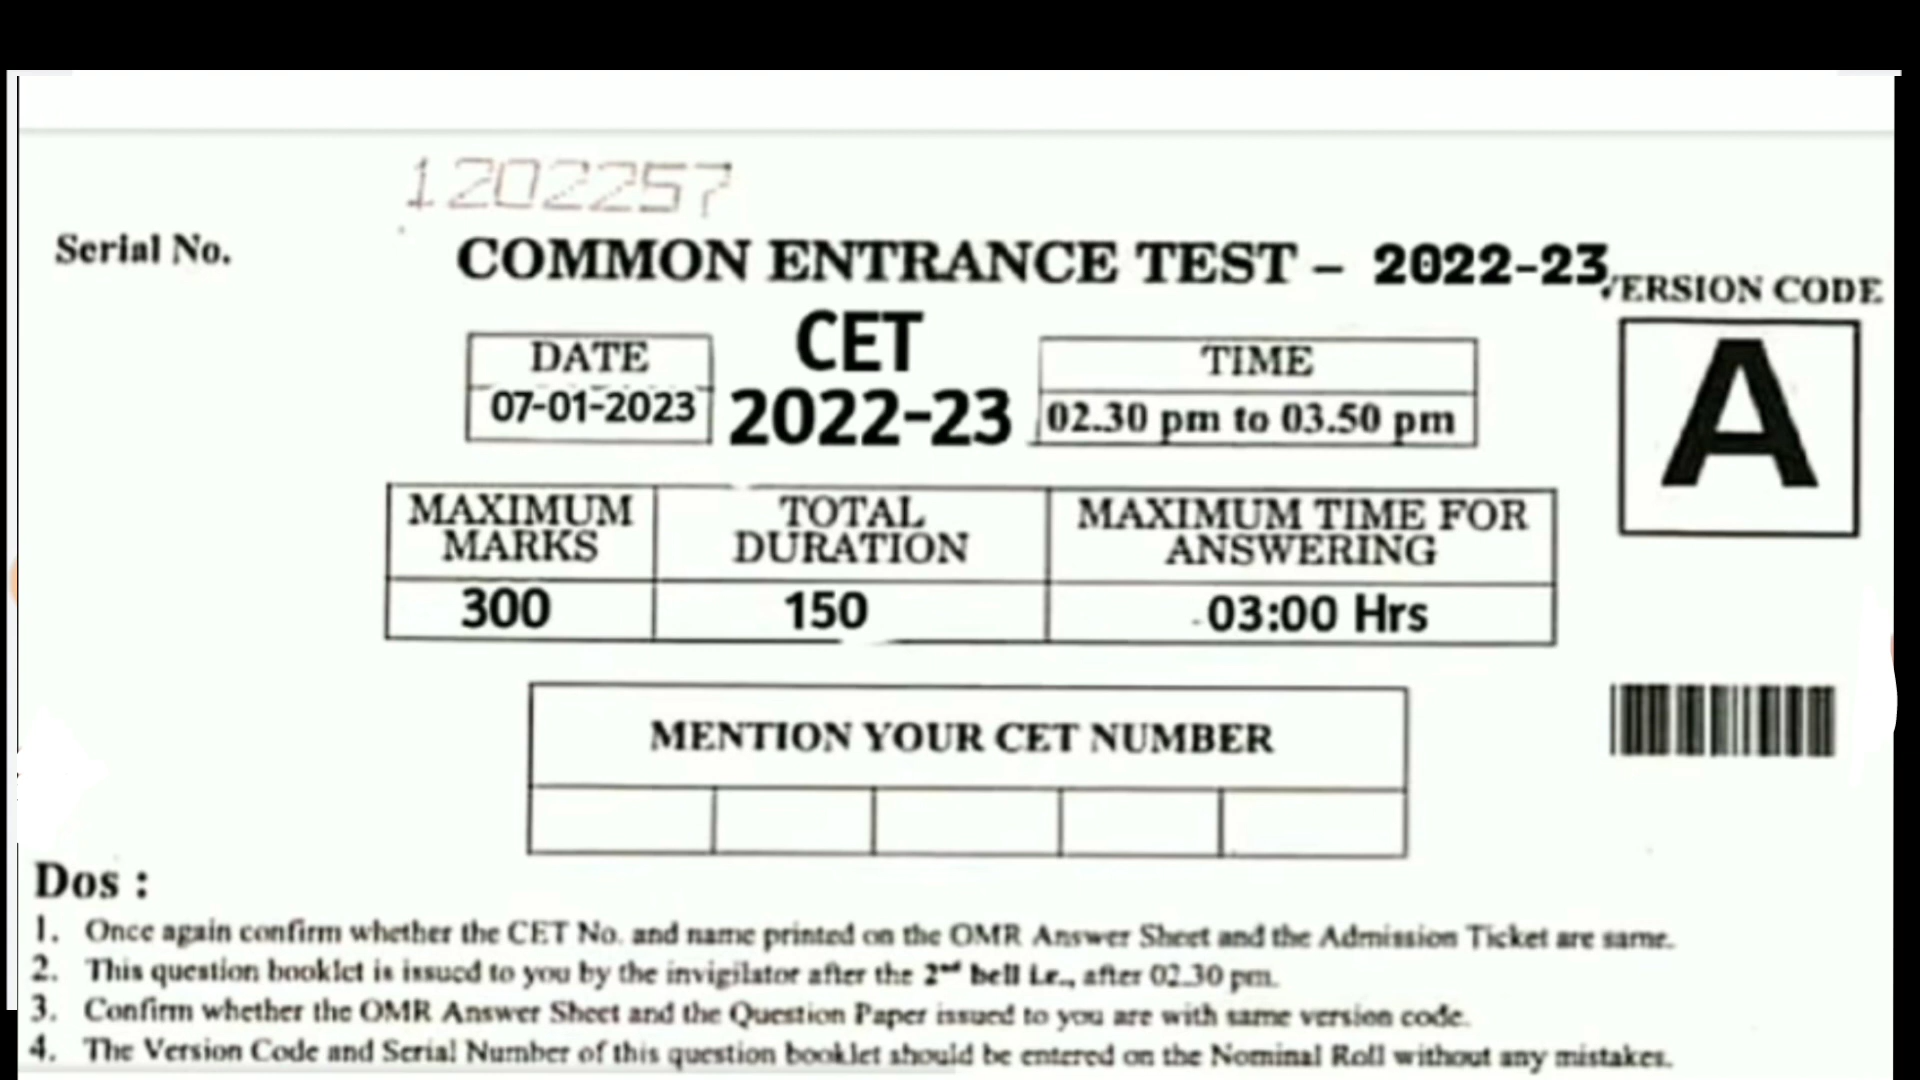 1202257
Serial No.
COMMON ENTRANCE TEST – 2022-23
VERSION CODE
A
DATE
07-01-2023
CET
2022-23
TIME
02.30 pm to 03.50 pm
MAXIMUM MARKS
TOTAL DURATION
MAXIMUM TIME FOR ANSWERING
300
150
03:00 Hrs
MENTION YOUR CET NUMBER
Dos :
1. Once again confirm whether the CET No. and name printed on the OMR Answer Sheet and the Admission Ticket are same.
2. This question booklet is issued to you by the invigilator after the 2nd bell i.e., after 02.30 pm.
3. Confirm whether the OMR Answer Sheet and the Question Paper issued to you are with same version code.
4. The Version Code and Serial Number of this question booklet should be entered on the Nominal Roll without any mistakes.